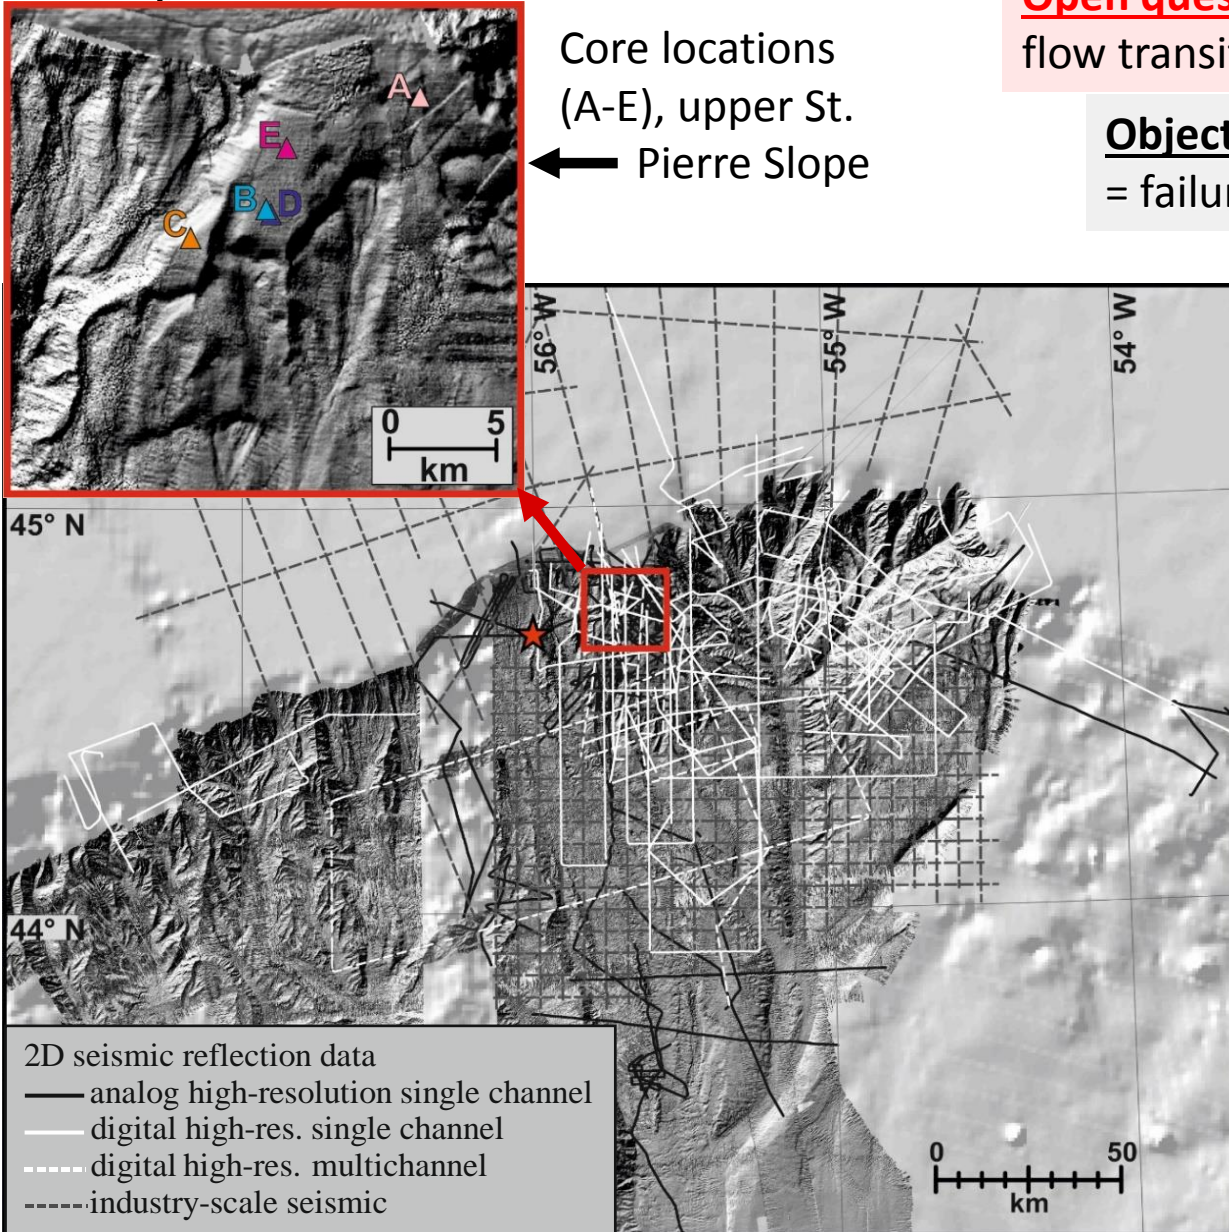 Core locations
(A-E), upper St.
Pierre Slope
flow transi
Object
= failur
A
E
B D
C
0 5
km
56° W
55° W
54° W
45° N
44° N
2D seismic reflection data
analog high-resolution single channel
digital high-res. single channel
digital high-res. multichannel
industry-scale seismic
0 50
km